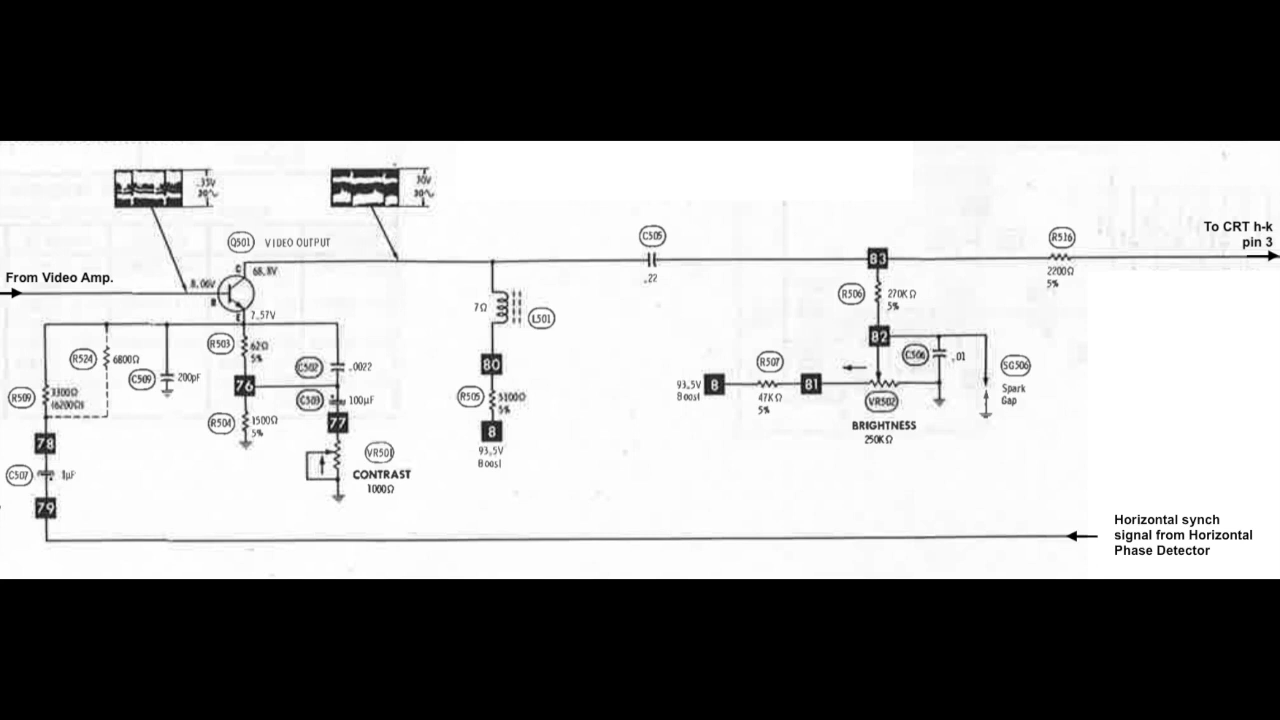 .35V
30∿
30V
30∿
Q501 VIDEO OUTPUT
C 68.8V
From Video Amp.
8.06V
B
E 7.57V
C505
.22
83
R516
2200Ω
5%
To CRT h-k
pin 3
R503
62Ω
5%
R524
6800Ω
C509
200pF
C502
.0022
R509
3300Ω
(6200Ω)
76
C503
100μF
R504
1500Ω
5%
77
78
C507
1μF
79
VR501
CONTRAST
1000Ω
7Ω
L501
80
R505
5100Ω
5%
8
93.5V
Boost
R506
270K Ω
5%
82
C506
.01
SG506
Spark
Gap
R507
93.5V
Boost
8
47K Ω
5%
81
VR502
BRIGHTNESS
250K Ω
Horizontal synch
signal from Horizontal
Phase Detector